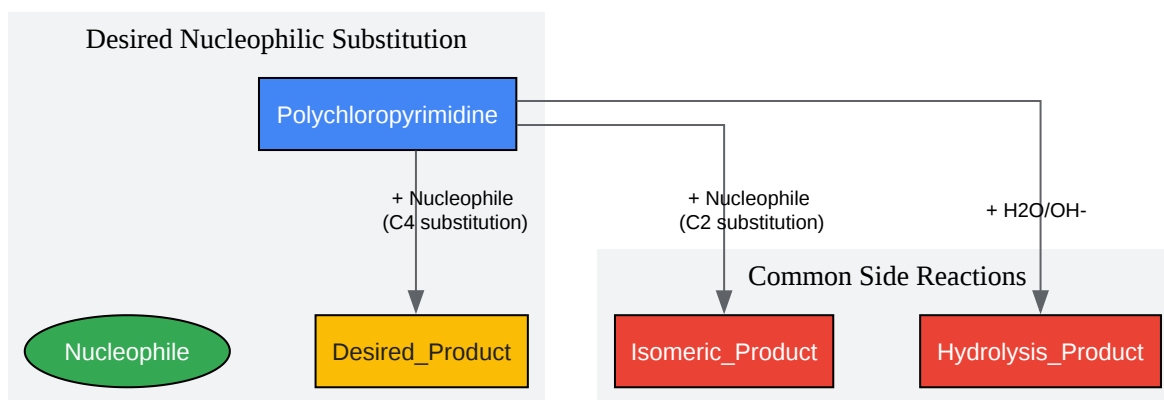 Desired Nucleophilic Substitution
Polychloropyrimidine
+ Nucleophile
(C4 substitution)
+ Nucleophile
(C2 substitution)
+ H2O/OH-
Common Side Reactions
Nucleophile
Desired_Product
Isomeric_Product
Hydrolysis_Product